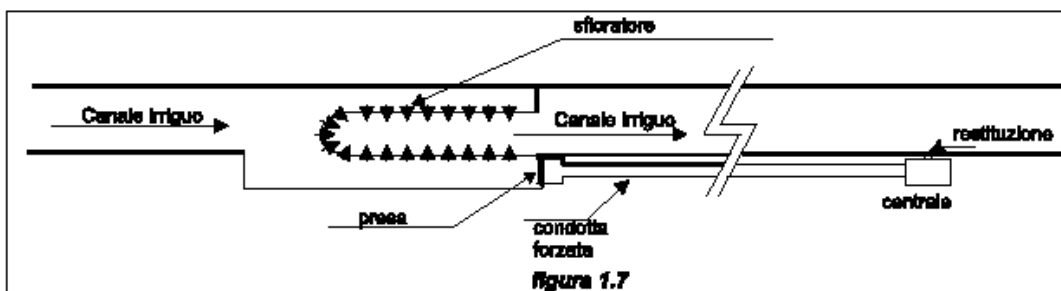 sfioratore
Canale irriguo
Canale irriguo
restituzione
presa
condotta
forzata
centrale
figura 1.7